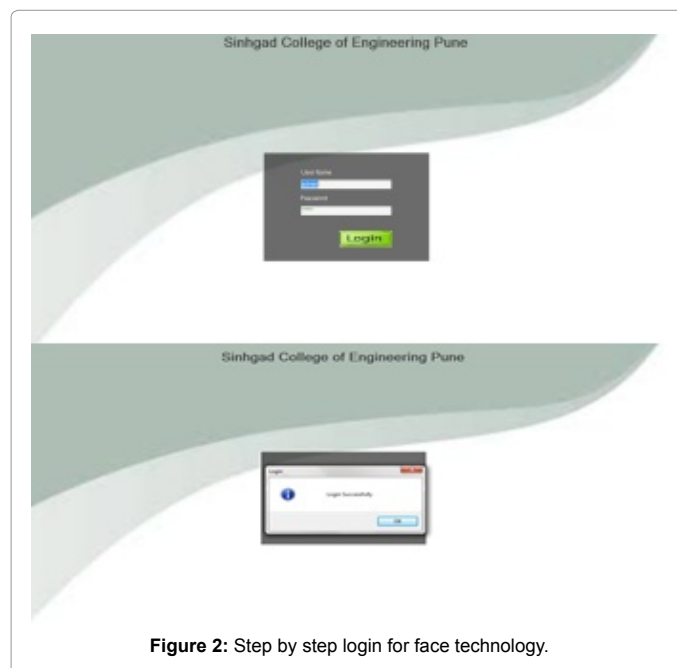 Sinhgad College of Engineering Pune
User Name
Password
Login
Sinhgad College of Engineering Pune
Login
Login Successfully
OK
Figure 2: Step by step login for face technology.